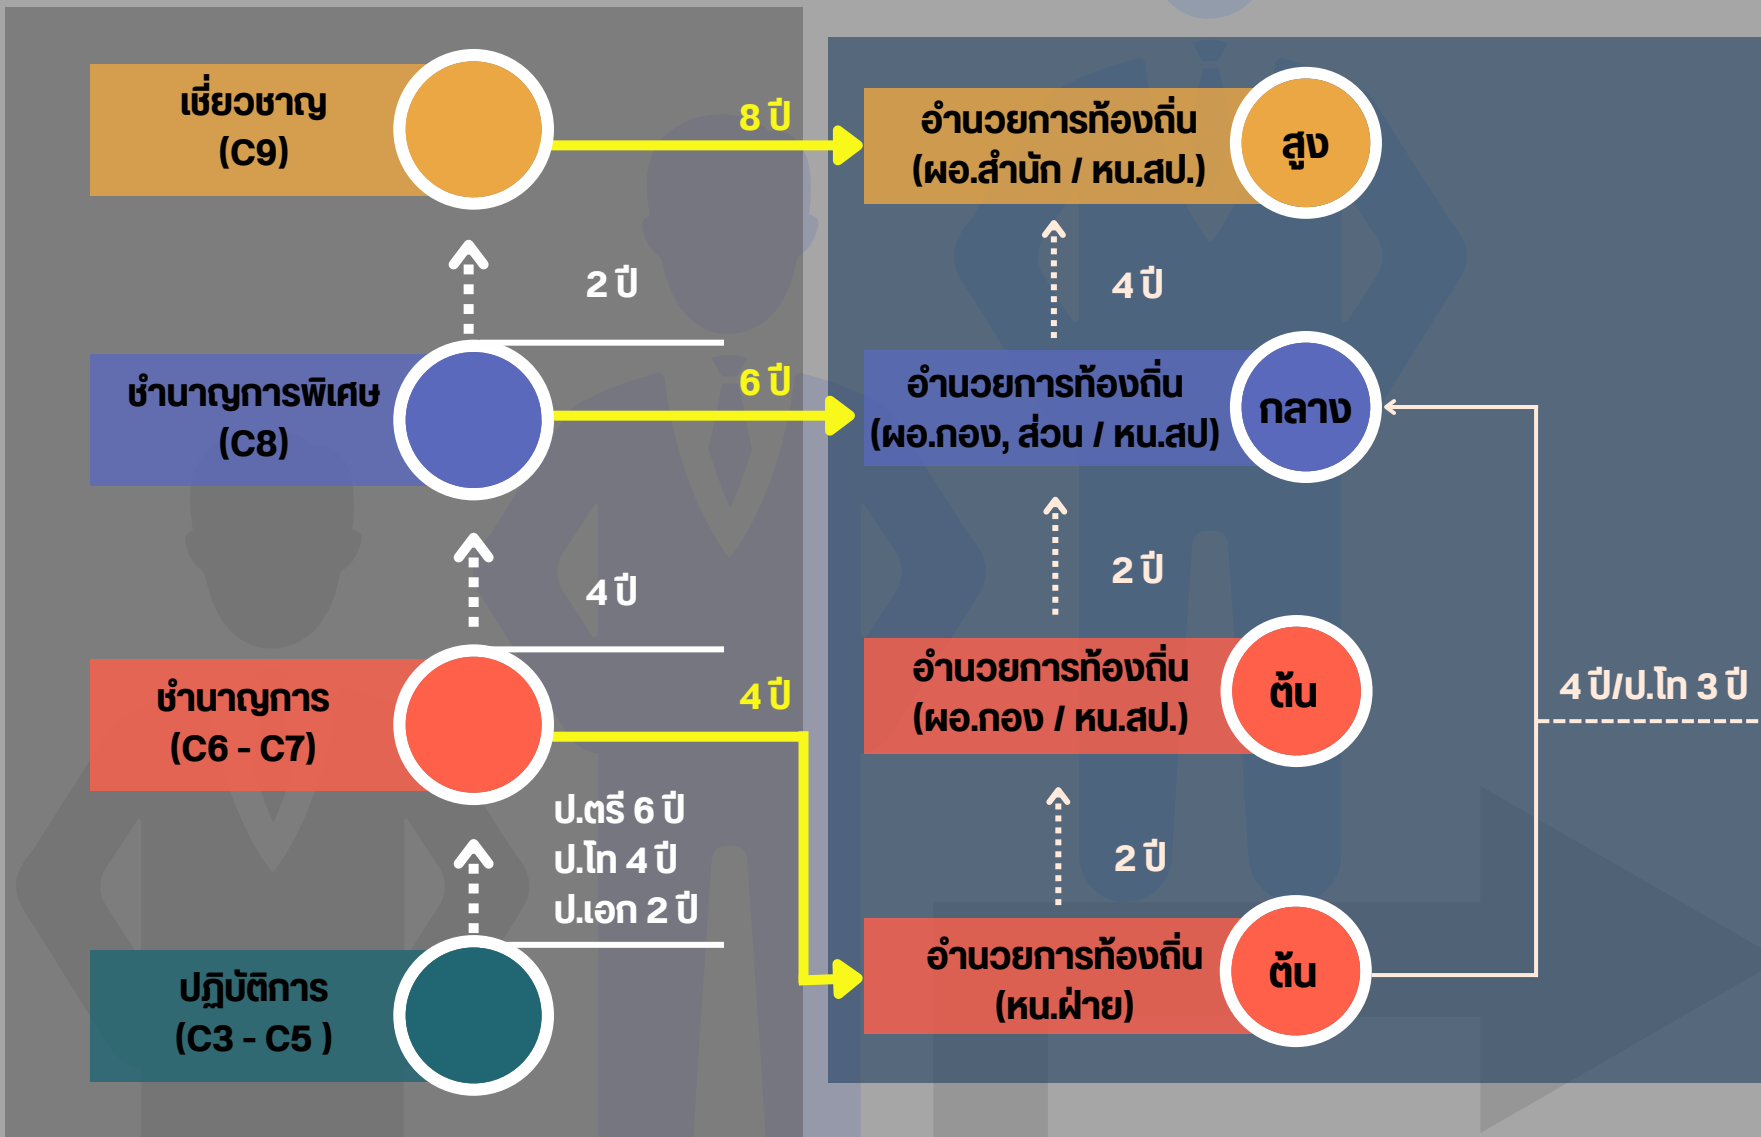 เชี่ยวชาญ
(C9)
8 ปี
อำนวยการท้องถิ่น
(ผอ.สำนัก / หน.สป.)
สูง
2 ปี
4 ปี
ชำนาญการพิเศษ
(C8)
6 ปี
อำนวยการท้องถิ่น
(ผอ.กอง, ส่วน / หน.สป)
กลาง
4 ปี
2 ปี
ชำนาญการ
(C6 - C7)
4 ปี
อำนวยการท้องถิ่น
(ผอ.กอง / หน.สป.)
ต้น
4 ปี/ป.โท 3 ปี
ป.ตรี 6 ปี
ป.โท 4 ปี
ป.เอก 2 ปี
2 ปี
ปฏิบัติการ
(C3 - C5 )
อำนวยการท้องถิ่น
(หน.ฝ่าย)
ต้น